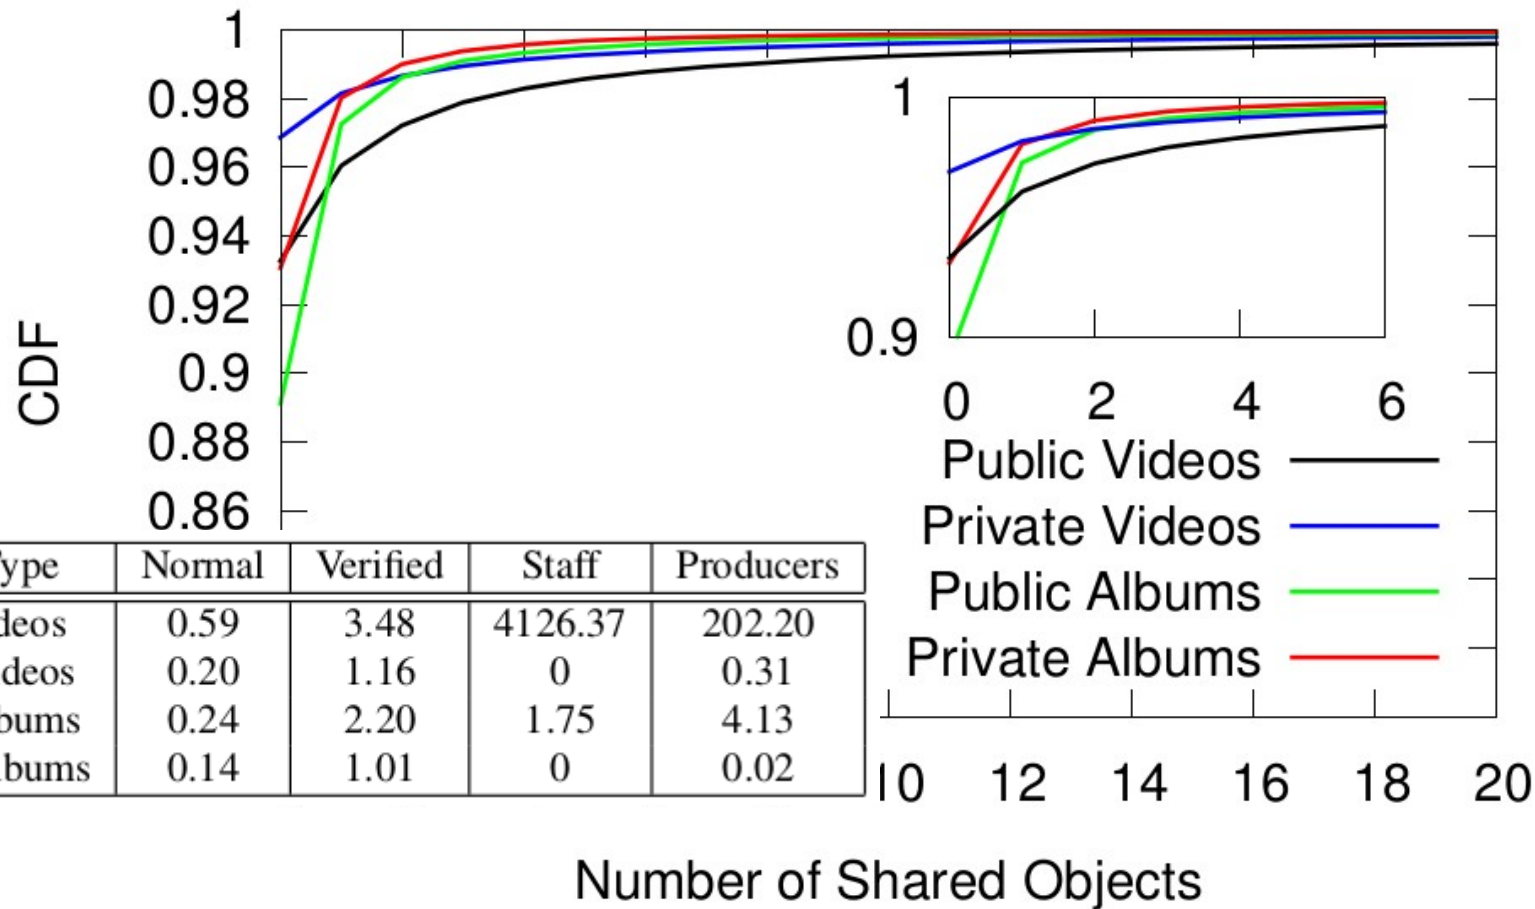 1
0.98
0.96
0.94
0.92
0.9
0.88
0.86
CDF
1
0.9
0 2 4 6
Public Videos
Private Videos
Public Albums
Private Albums
ype Normal Verified Staff Producers
deos 0.59 3.48 4126.37 202.20
deos 0.20 1.16 0 0.31
bums 0.24 2.20 1.75 4.13
lbums 0.14 1.01 0 0.02
10 12 14 16 18 20
Number of Shared Objects